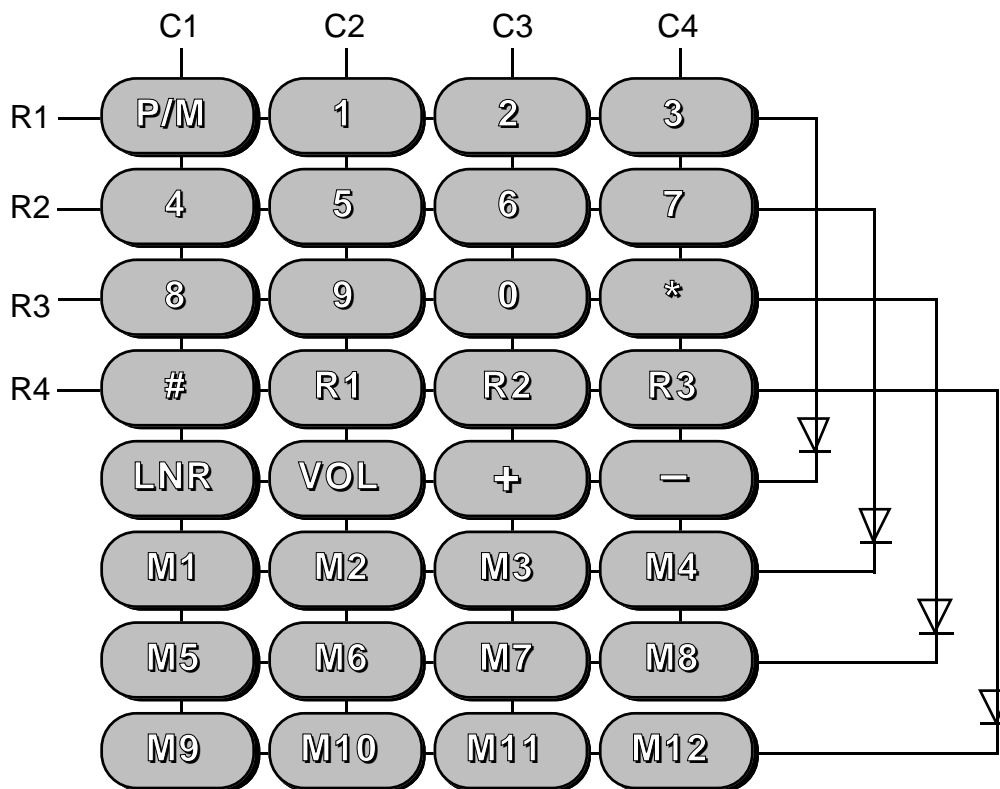 C1 C2 C3 C4
R1 P/M 1 2 3
R2 4 5 6 7
R3 8 9 0 *
R4 # R1 R2 R3
LNR VOL + −
M1 M2 M3 M4
M5 M6 M7 M8
M9 M10 M11 M12